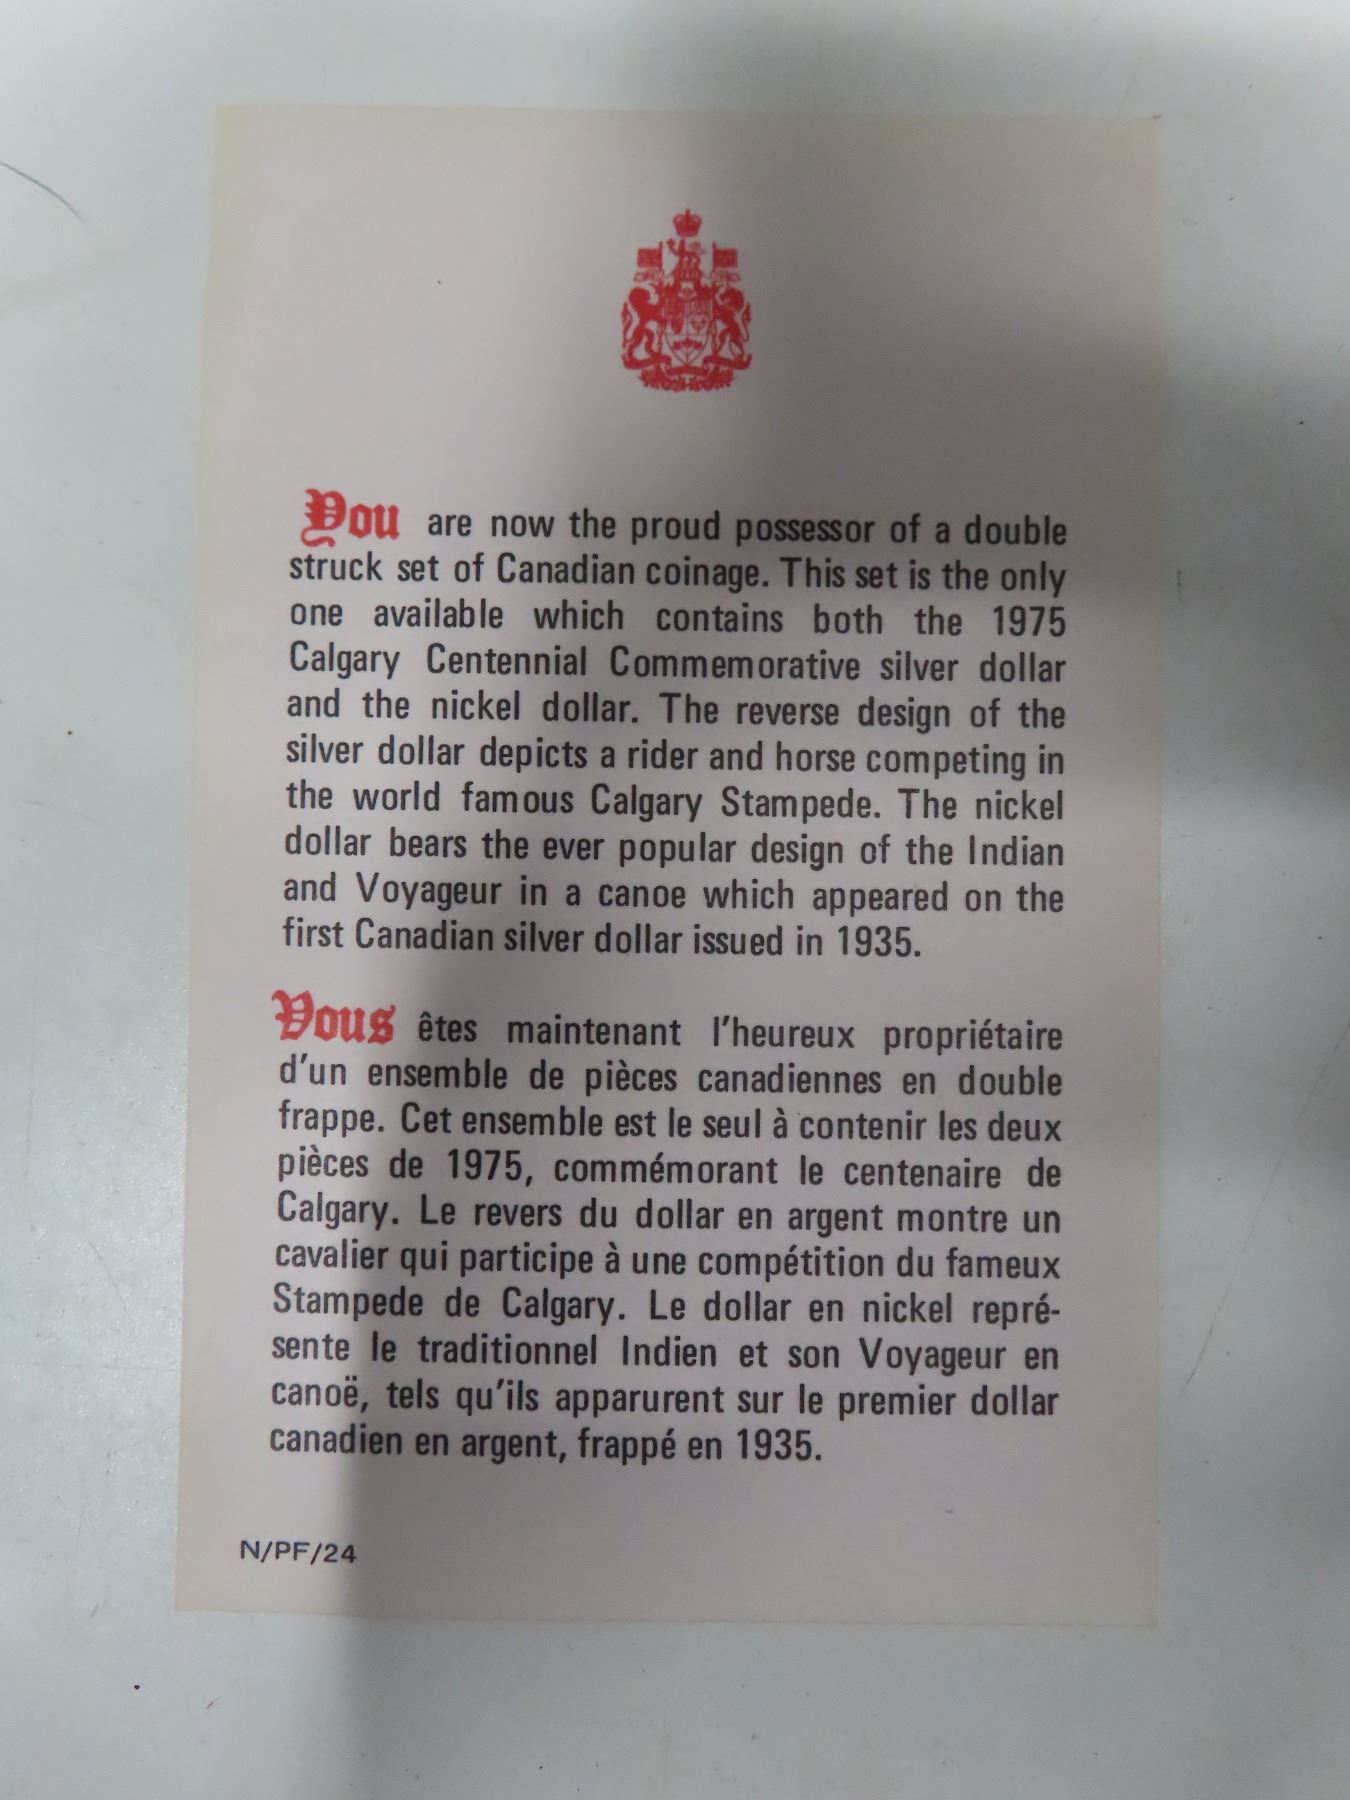 You are now the proud possessor of a double
struck set of Canadian coinage. This set is the only
one available which contains both the 1975
Calgary Centennial Commemorative silver dollar
and the nickel dollar. The reverse design of the
silver dollar depicts a rider and horse competing in
the world famous Calgary Stampede. The nickel
dollar bears the ever popular design of the Indian
and Voyageur in a canoe which appeared on the
first Canadian silver dollar issued in 1935.
Vous êtes maintenant l'heureux propriétaire
d'un ensemble de pièces canadiennes en double
frappe. Cet ensemble est le seul à contenir les deux
pièces de 1975, commémorant le centenaire de
Calgary. Le revers du dollar en argent montre un
cavalier qui participe à une compétition du fameux
Stampede de Calgary. Le dollar en nickel repré-
sente le traditionnel Indien et son Voyageur en
canoë, tels qu'ils apparurent sur le premier dollar
canadien en argent, frappé en 1935.
N/PF/24